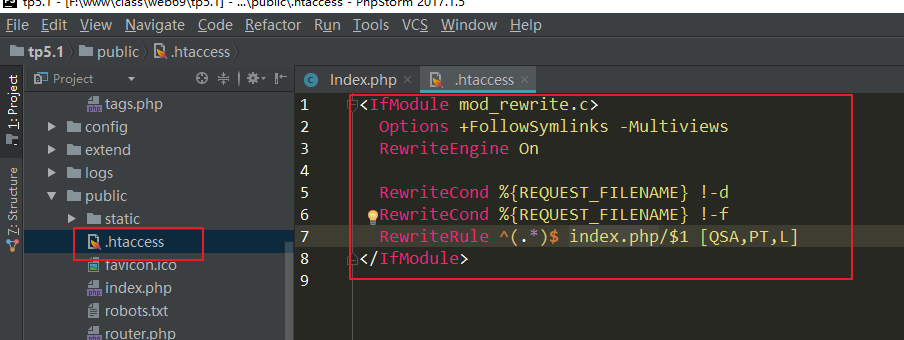 tp5.1 - [F:\www\class\web69\tp5.1] - ...\public\.htaccess - PhpStorm 2017.1.5
File Edit View Navigate Code Refactor Run Tools VCS Window Help
tp5.1 public .htaccess
1: Project
Z: Structure
Project
Index.php × .htaccess ×
tags.php
config
extend
logs
public
static
.htaccess
favicon.ico
index.php
robots.txt
router.php
1 <IfModule mod_rewrite.c>
2 Options +FollowSymlinks -Multiviews
3 RewriteEngine On
4
5 RewriteCond %{REQUEST_FILENAME} !-d
6 RewriteCond %{REQUEST_FILENAME} !-f
7 RewriteRule ^(.*)$ index.php/$1 [QSA,PT,L]
8 </IfModule>
9